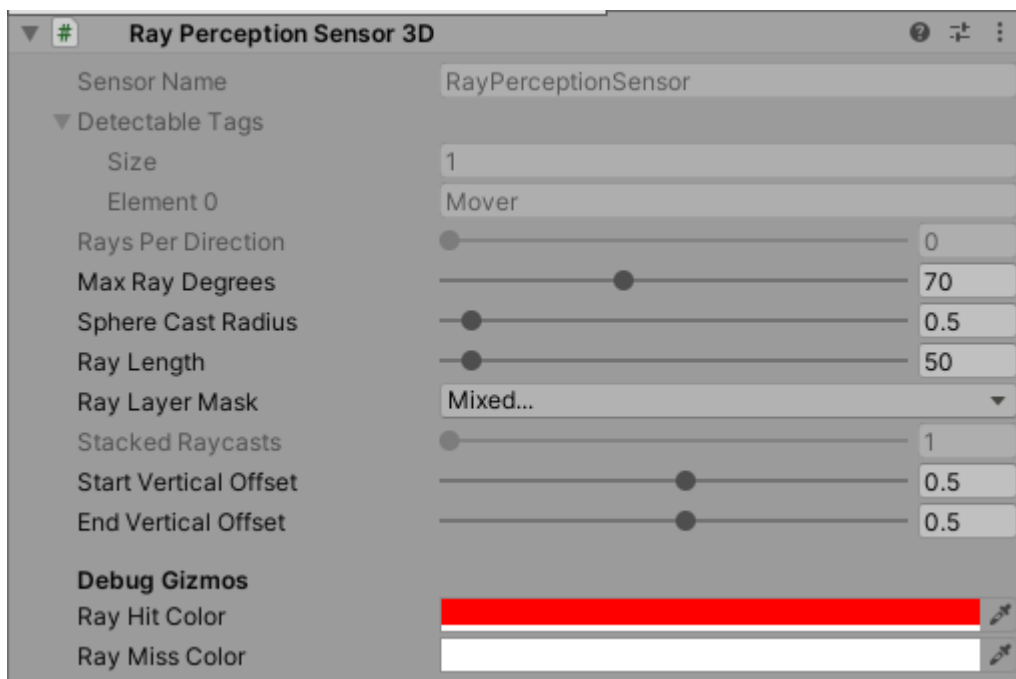 Ray Perception Sensor 3D
Sensor Name RayPerceptionSensor
Detectable Tags
Size 1
Element 0 Mover
Rays Per Direction 0
Max Ray Degrees 70
Sphere Cast Radius 0.5
Ray Length 50
Ray Layer Mask Mixed...
Stacked Raycasts 1
Start Vertical Offset 0.5
End Vertical Offset 0.5
Debug Gizmos
Ray Hit Color
Ray Miss Color